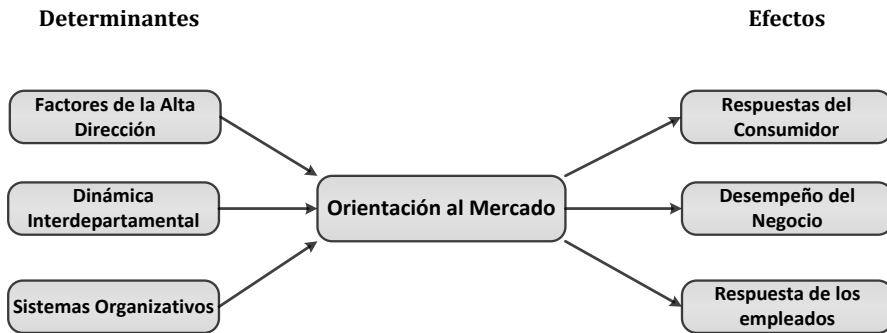 Determinantes
Efectos
Factores de la Alta
Dirección
Respuestas del
Consumidor
Dinámica
Interdepartamental
Orientación al Mercado
Desempeño del
Negocio
Sistemas Organizativos
Respuesta de los
empleados